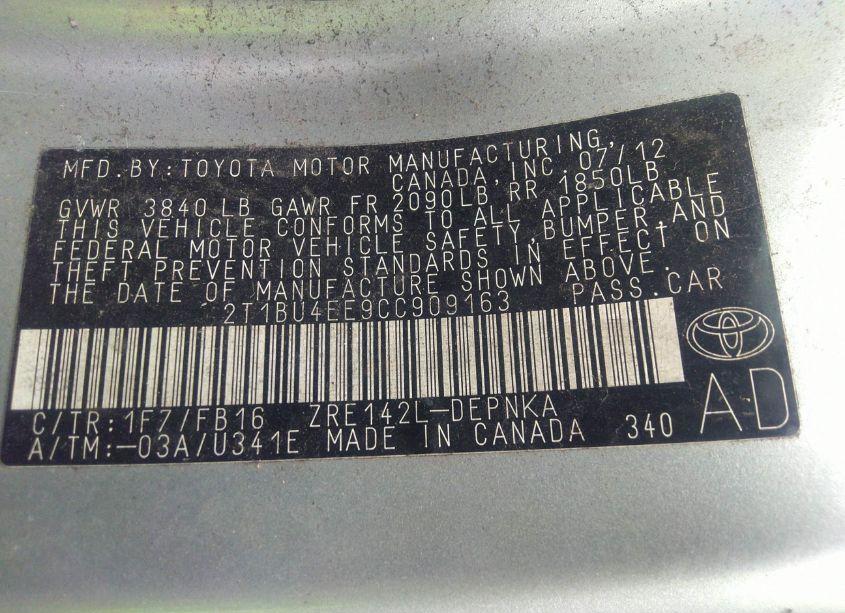 MFD. BY: TOYOTA MOTOR MANUFACTURING,
CANADA, INC. 07/12
GVWR 3840 LB GAWR FR 2090LB RR 1850LB
THIS VEHICLE CONFORMS TO ALL APPLICABLE
FEDERAL MOTOR VEHICLE SAFETY, BUMPER, AND
THEFT PREVENTION STANDARDS IN EFFECT ON
THE DATE OF MANUFACTURE SHOWN ABOVE.
2T1BU4EE9CC909163 PASS. CAR
C/TR: 1F7/FB16 ZRE142L-DEPNKA
A/TM: -03A/U341E MADE IN CANADA 340
AD